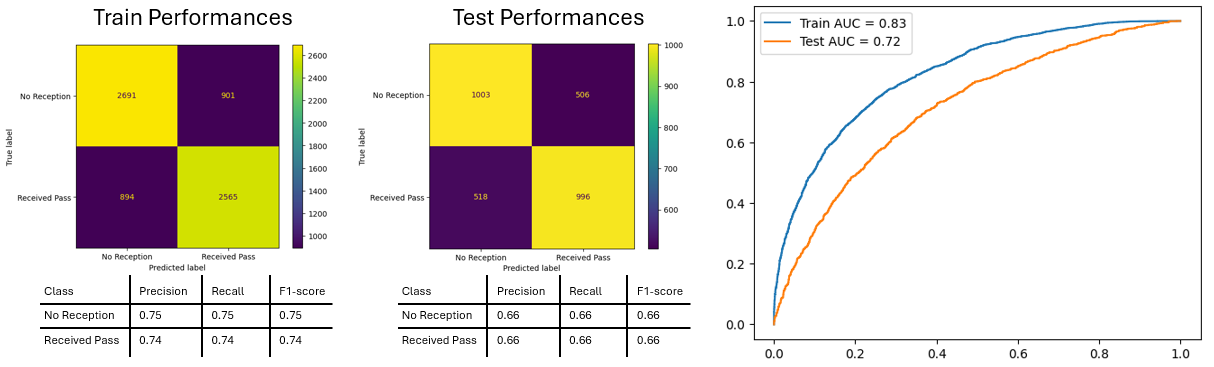 Train Performances
No Reception
Received Pass
True label
2691 901
894 2565
No Reception Received Pass
Predicted label
2600
2400
2200
2000
1800
1600
1400
1200
1000
Class Precision Recall F1-score
No Reception 0.75 0.75 0.75
Received Pass 0.74 0.74 0.74
Test Performances
No Reception
Received Pass
True label
1003 506
518 996
No Reception Received Pass
Predicted label
1000
900
800
700
600
Class Precision Recall F1-score
No Reception 0.66 0.66 0.66
Received Pass 0.66 0.66 0.66
Train AUC = 0.83
Test AUC = 0.72
1.0
0.8
0.6
0.4
0.2
0.0
0.0 0.2 0.4 0.6 0.8 1.0